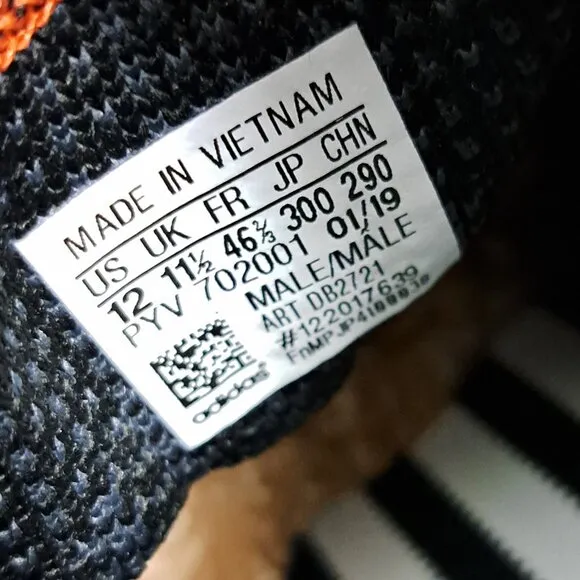 MADE IN VIETNAM
US UK FR JP CHN
12 11½ 46⅔ 300 290
PYV 702001 01/19
MALE/MÂLE
ART DB2721
#122017639
adidas